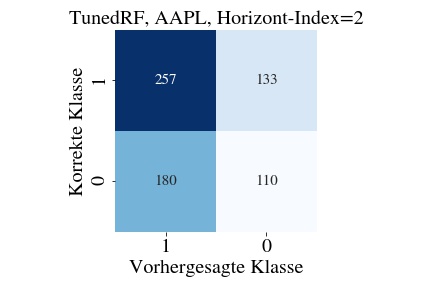 TunedRF, AAPL, Horizont-Index=2
Korrekte Klasse
1
257
133
0
180
110
1
0
Vorhergesagte Klasse